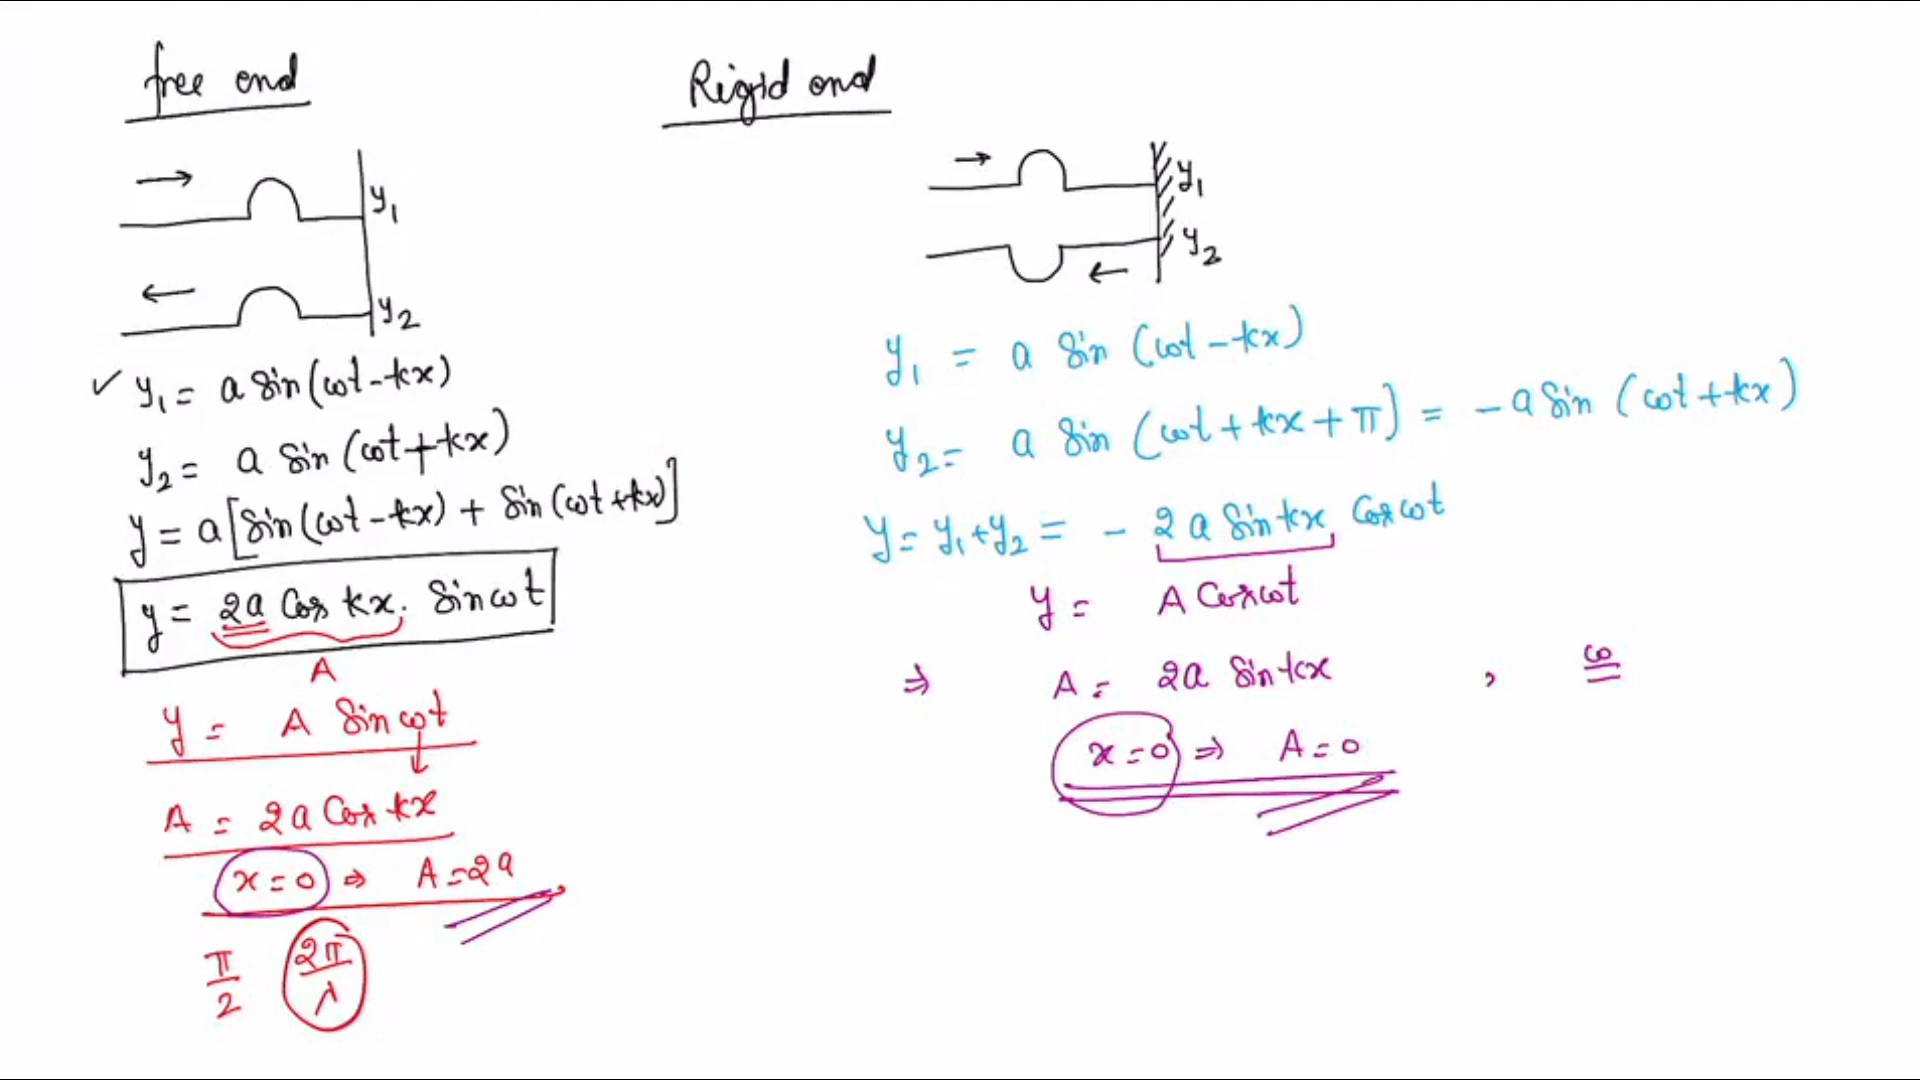 free end
y₁
y₂
✓ y₁ = a sin(ωt - kx)
y₂ = a sin(ωt + kx)
y = a[sin(ωt - kx) + sin(ωt + kx)]
y = 2a Cos kx. Sin ωt
A
y = A Sin ωt
A = 2a Cos kx
x = 0 ⇒ A = 2a
π/2 2π/λ
Rigid end
y₁
y₂
y₁ = a sin (ωt - kx)
y₂ = a sin (ωt + kx + π) = - a sin (ωt + kx)
y = y₁ + y₂ = - 2 a Sin kx Cos ωt
y = A Cos ωt
⇒ A = 2a Sin kx , ω
x = 0 ⇒ A = 0